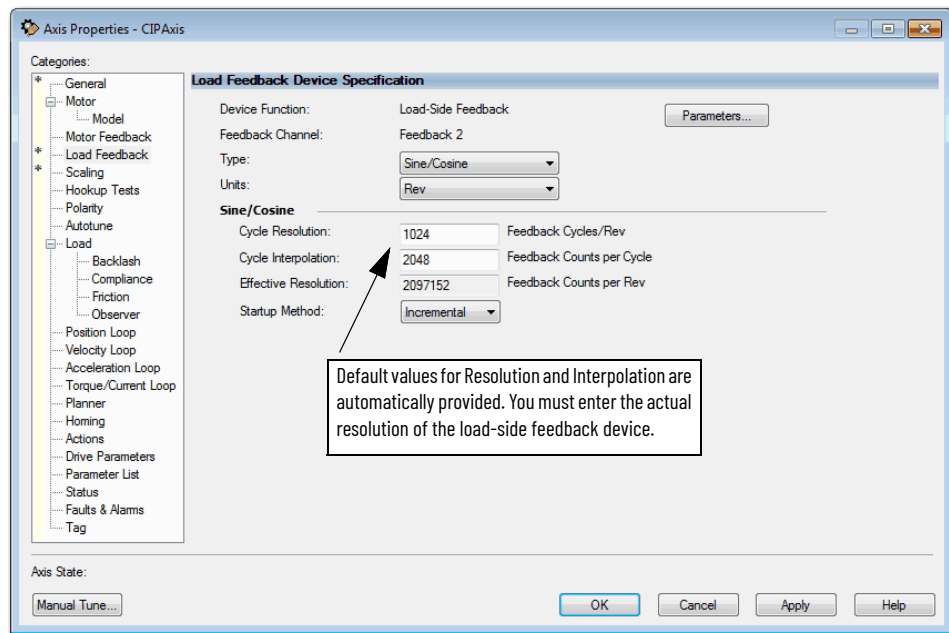 Axis Properties - CIPAxis
Categories:
* General
Motor
Model
Motor Feedback
* Load Feedback
* Scaling
Hookup Tests
Polarity
Autotune
Load
Backlash
Compliance
Friction
Observer
Position Loop
Velocity Loop
Acceleration Loop
Torque/Current Loop
Planner
Homing
Actions
Drive Parameters
Parameter List
Status
Faults & Alarms
Tag
Load Feedback Device Specification
Device Function: Load-Side Feedback
Parameters...
Feedback Channel: Feedback 2
Type: Sine/Cosine
Units: Rev
Sine/Cosine
Cycle Resolution: 1024 Feedback Cycles/Rev
Cycle Interpolation: 2048 Feedback Counts per Cycle
Effective Resolution: 2097152 Feedback Counts per Rev
Startup Method: Incremental
Default values for Resolution and Interpolation are
automatically provided. You must enter the actual
resolution of the load-side feedback device.
Axis State:
Manual Tune... OK Cancel Apply Help